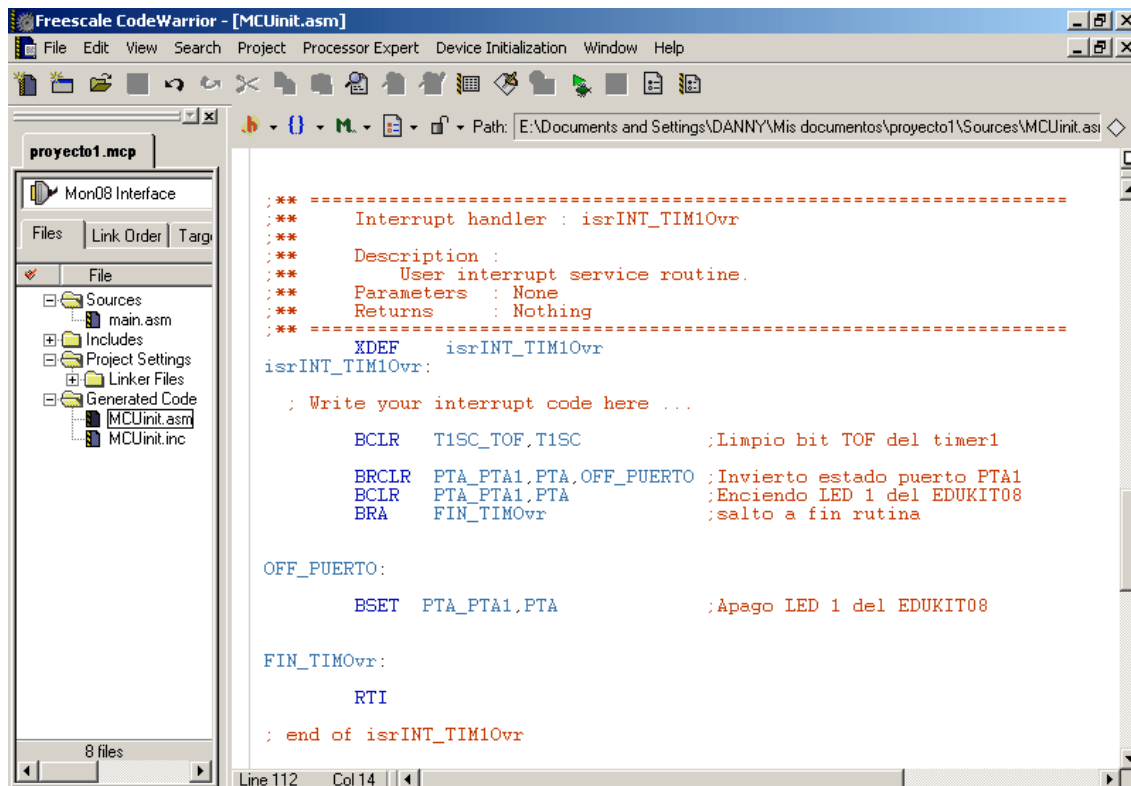 Freescale CodeWarrior - [MCUinit.asm]
File Edit View Search Project Processor Expert Device Initialization Window Help
Path: E:\Documents and Settings\DANNY\Mis documentos\proyecto1\Sources\MCUinit.as
proyecto1.mcp
Mon08 Interface
Files Link Order Targ
File
Sources
main.asm
Includes
Project Settings
Linker Files
Generated Code
MCUinit.asm
MCUinit.inc
8 files
;** ===================================================================
;** Interrupt handler : isrINT_TIM1Ovr
;**
;** Description :
;** User interrupt service routine.
;** Parameters : None
;** Returns : Nothing
;** ===================================================================
XDEF isrINT_TIM1Ovr
isrINT_TIM1Ovr:
; Write your interrupt code here ...
BCLR T1SC_TOF,T1SC ;Limpio bit TOF del timer1
BRCLR PTA_PTA1,PTA,OFF_PUERTO ;Invierto estado puerto PTA1
BCLR PTA_PTA1,PTA ;Enciendo LED 1 del EDUKIT08
BRA FIN_TIMOvr ;salto a fin rutina
OFF_PUERTO:
BSET PTA_PTA1,PTA ;Apago LED 1 del EDUKIT08
FIN_TIMOvr:
RTI
; end of isrINT_TIM1Ovr
Line 112 Col 14